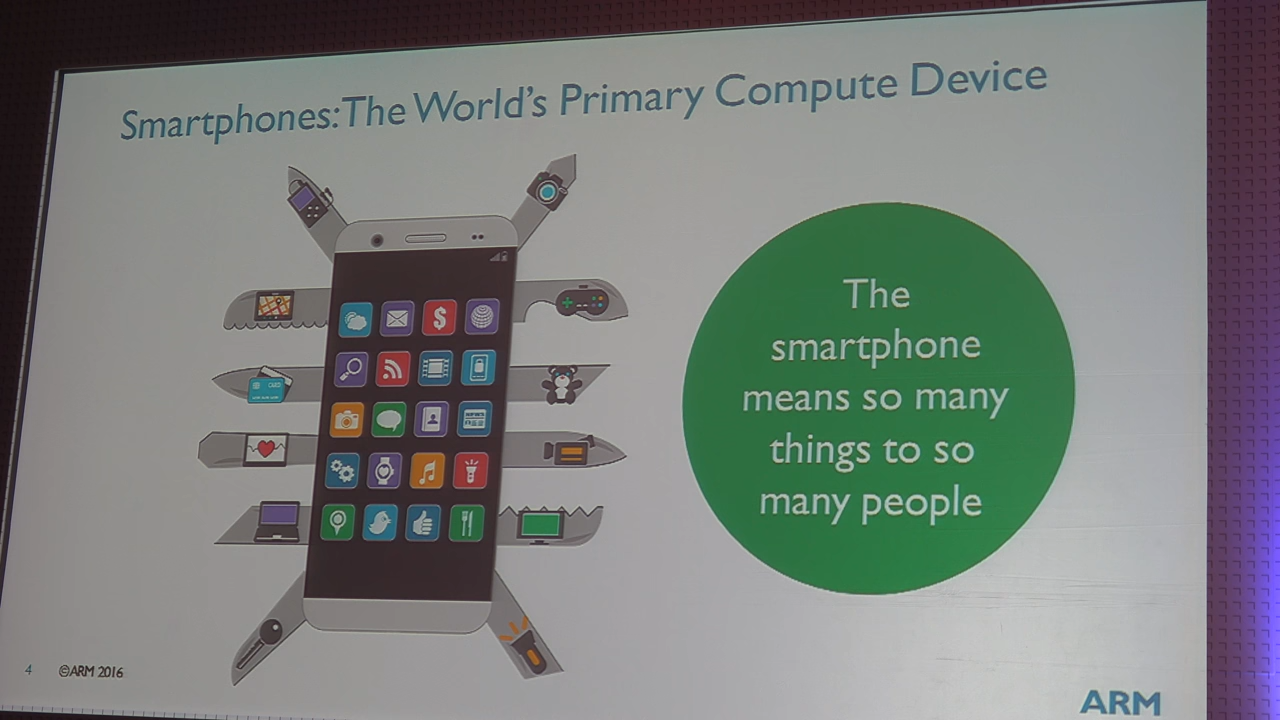 Smartphones: The World's Primary Compute Device
The
smartphone
means so many
things to so
many people
CARD
$
4 ©ARM 2016
ARM